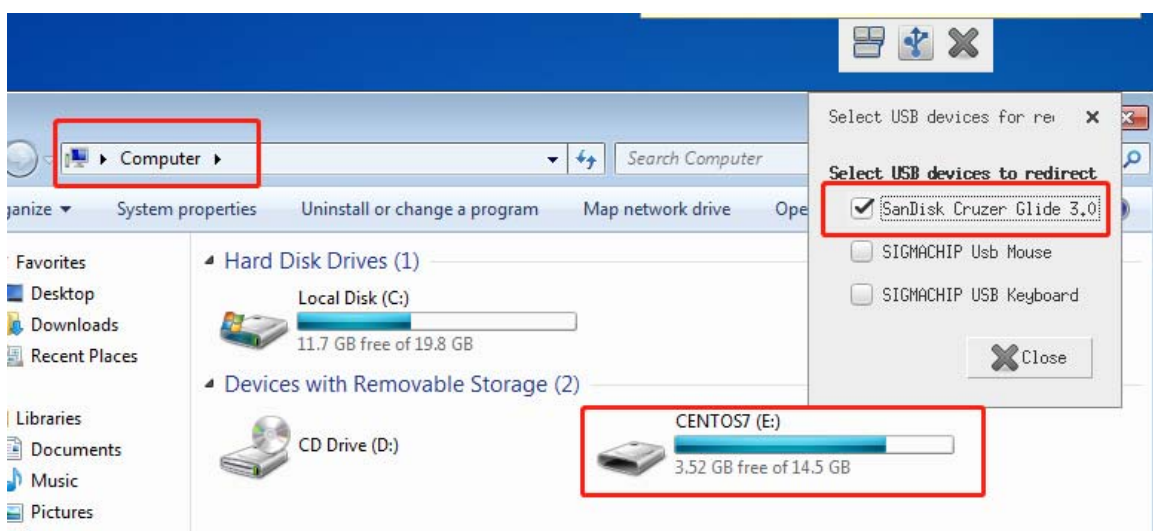 Select USB devices for re
Computer
Search Computer
Select USB devices to redirect
ganize
System properties
Uninstall or change a program
Map network drive
Ope
SanDisk Cruzer Glide 3.0
Favorites
Hard Disk Drives (1)
SIGMACHIP Usb Mouse
Desktop
Local Disk (C:)
SIGMACHIP USB Keyboard
Downloads
11.7 GB free of 19.8 GB
Recent Places
Close
Devices with Removable Storage (2)
Libraries
CENTOS7 (E:)
Documents
CD Drive (D:)
3.52 GB free of 14.5 GB
Music
Pictures